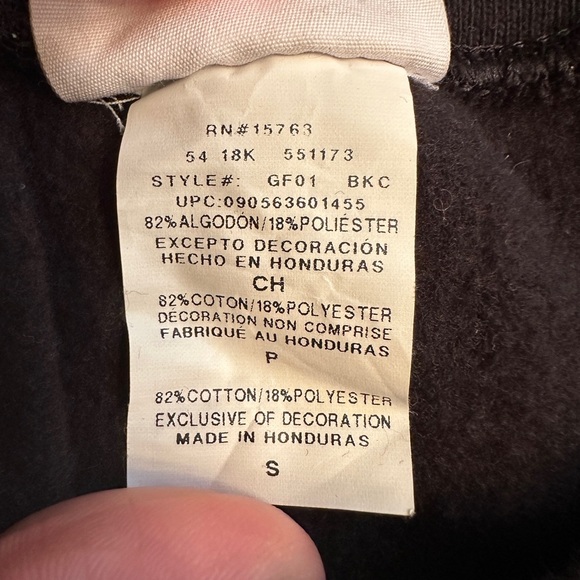 RN#15763
54 18K 551173
STYLE#: GF01 BKC
UPC:090563601455
82%ALGODÓN/18%POLIÉSTER
EXCEPTO DECORACIÓN
HECHO EN HONDURAS
CH
82%COTON/18%POLYESTER
DÉCORATION NON COMPRISE
FABRIQUÉ AU HONDURAS
P
82%COTTON/18%POLYESTER
EXCLUSIVE OF DECORATION
MADE IN HONDURAS
S